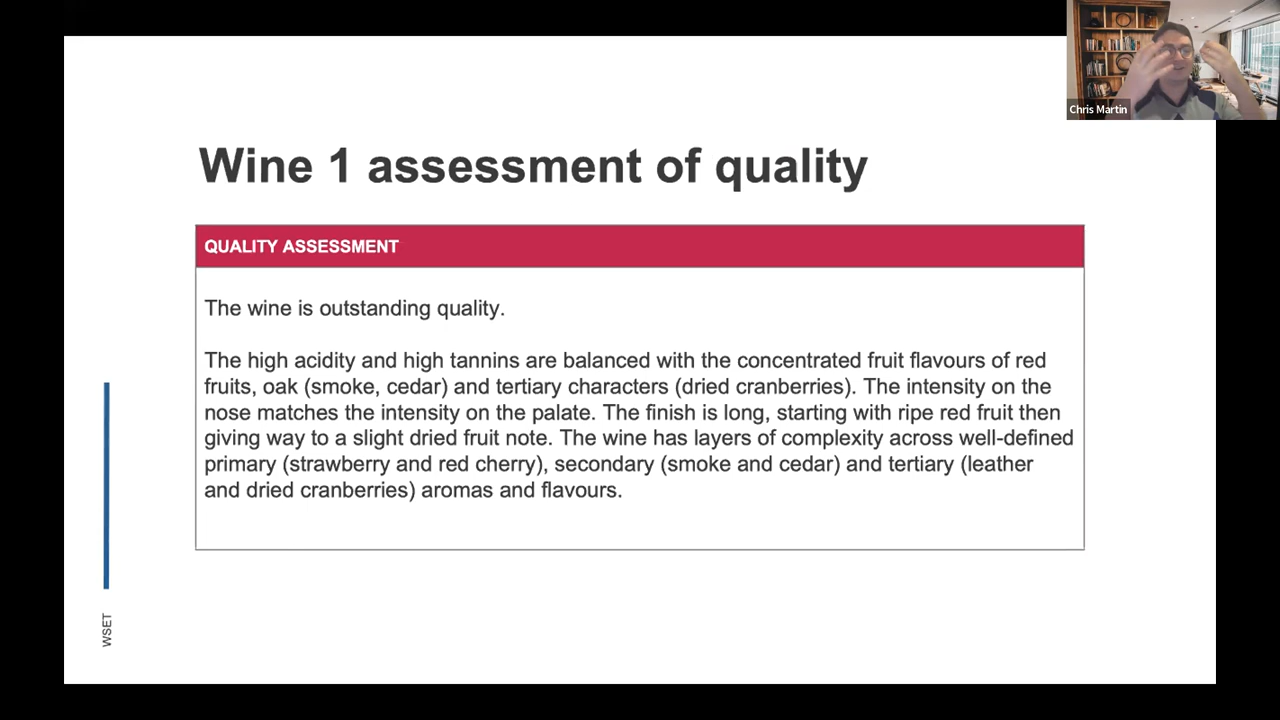 Chris Martin
Wine 1 assessment of quality
QUALITY ASSESSMENT
The wine is outstanding quality.
The high acidity and high tannins are balanced with the concentrated fruit flavours of red
fruits, oak (smoke, cedar) and tertiary characters (dried cranberries). The intensity on the
nose matches the intensity on the palate. The finish is long, starting with ripe red fruit then
giving way to a slight dried fruit note. The wine has layers of complexity across well-defined
primary (strawberry and red cherry), secondary (smoke and cedar) and tertiary (leather
and dried cranberries) aromas and flavours.
WSET